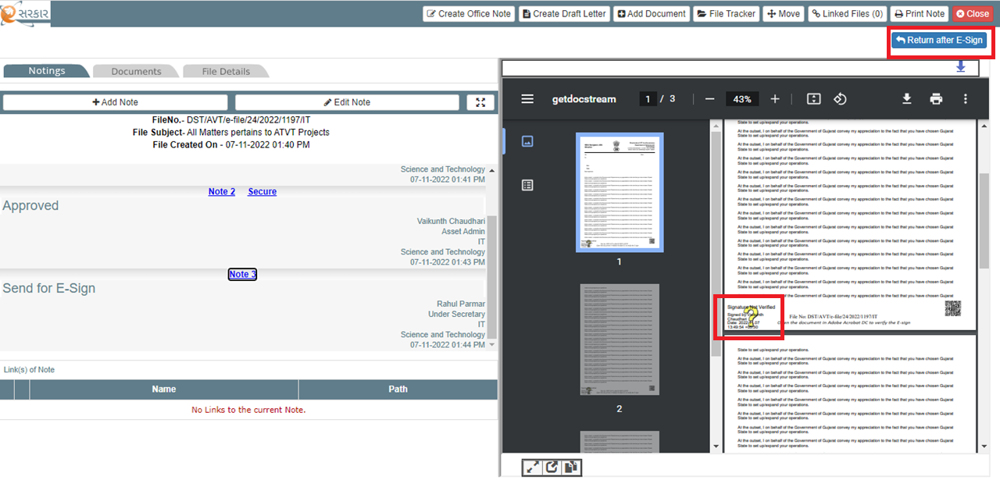 સરકાર
Create Office Note
Create Draft Letter
Add Document
File Tracker
Move
Linked Files (0)
Print Note
Close
Return after E-Sign
Notings
Documents
File Details
Add Note
Edit Note
FileNo.- DST/AVT/e-file/24/2022/1197/IT
File Subject- All Matters pertains to ATVT Projects
File Created On - 07-11-2022 01:40 PM
Science and Technology
07-11-2022 01:41 PM
Note 2 Secure
Approved
Vaikunth Chaudhari
Asset Admin
IT
Science and Technology
07-11-2022 01:43 PM
Note 3
Send for E-Sign
Rahul Parmar
Under Secretary
IT
Science and Technology
07-11-2022 01:44 PM
Link(s) of Note
Name Path
No Links to the current Note.
getdocstream
1 / 3
43%
1
2
State to set up/expand your operations.
At the outset, I on behalf of the Government of Gujarat convey my appreciation to the fact that you have chosen Gujarat
State to set up/expand your operations.
At the outset, I on behalf of the Government of Gujarat convey my appreciation to the fact that you have chosen Gujarat
State to set up/expand your operations.
At the outset, I on behalf of the Government of Gujarat convey my appreciation to the fact that you have chosen Gujarat
State to set up/expand your operations.
At the outset, I on behalf of the Government of Gujarat convey my appreciation to the fact that you have chosen Gujarat
State to set up/expand your operations.
At the outset, I on behalf of the Government of Gujarat convey my appreciation to the fact that you have chosen Gujarat
State to set up/expand your operations.
At the outset, I on behalf of the Government of Gujarat convey my appreciation to the fact that you have chosen Gujarat
State to set up/expand your operations.
At the outset, I on behalf of the Government of Gujarat convey my appreciation to the fact that you have chosen Gujarat
State to set up/expand your operations.
At the outset, I on behalf of the Government of Gujarat convey my appreciation to the fact that you have chosen Gujarat
State to set up/expand your operations.
At the outset, I on behalf of the Government of Gujarat convey my appreciation to the fact that you have chosen Gujarat
State to set up/expand your operations.
At the outset, I on behalf of the Government of Gujarat convey my appreciation to the fact that you have chosen Gujarat
State to set up/expand your operations.
At the outset, I on behalf of the Government of Gujarat convey my appreciation to the fact that you have chosen Gujarat
State to set up/expand your operations.
At the outset, I on behalf of the Government of Gujarat convey my appreciation to the fact that you have chosen Gujarat
State to set up/expand your operations.
of the Government of Gujarat convey my appreciation to the fact that you have chosen Gujarat
Signature Not Verified
Signed by
Date: 2022
13:49:54
File No: DST/AVT/e-file/24/2022/1197/IT
the document in Adobe Acrobat DC to verify the E-sign
State to set up/expand your operations.
At the outset, I on behalf of the Government of Gujarat convey my appreciation to the fact that you have chosen Gujarat
State to set up/expand your operations.
At the outset, I on behalf of the Government of Gujarat convey my appreciation to the fact that you have chosen Gujarat
State to set up/expand your operations.
At the outset, I on behalf of the Government of Gujarat convey my appreciation to the fact that you have chosen Gujarat
State to set up/expand your operations.
At the outset, I on behalf of the Government of Gujarat convey my appreciation to the fact that you have chosen Gujarat
State to set up/expand your operations.
At the outset, I on behalf of the Government of Gujarat convey my appreciation to the fact that you have chosen Gujarat
State to set up/expand your operations.
At the outset, I on behalf of the Government of Gujarat convey my appreciation to the fact that you have chosen Gujarat
State to set up/expand your operations.
At the outset, I on behalf of the Government of Gujarat convey my appreciation to the fact that you have chosen Gujarat
State to set up/expand your operations.